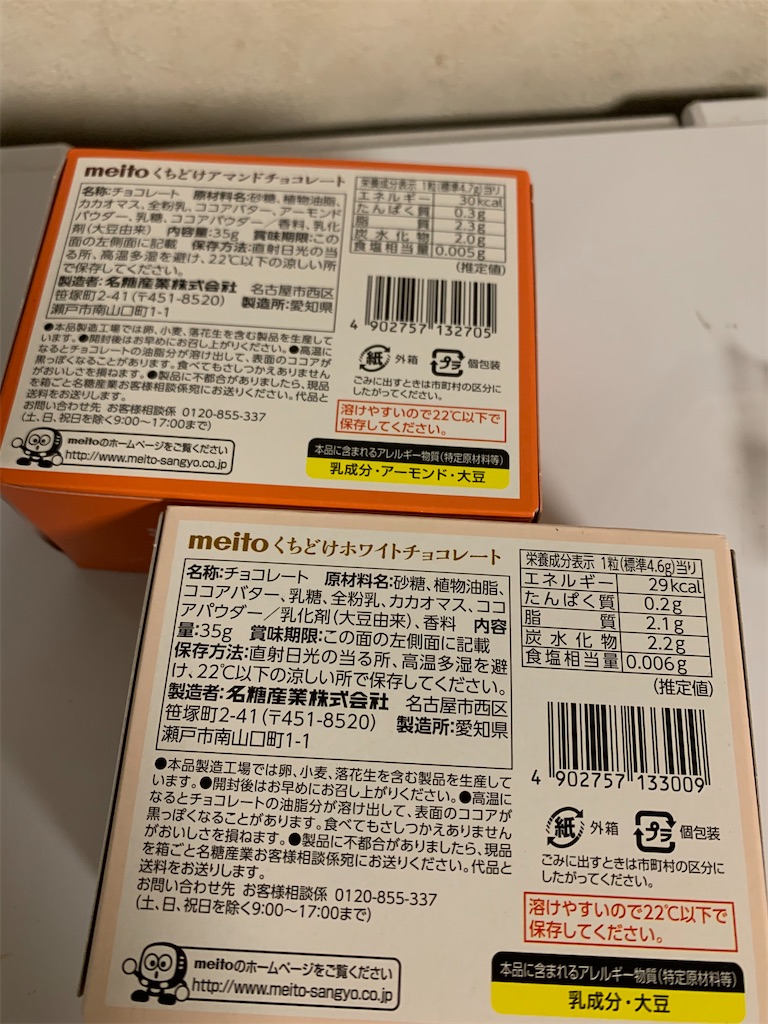 meito くちどけアマンドチョコレート
名称:チョコレート 原材料名:砂糖、植物油脂、
カカオマス、全粉乳、ココアバター、アーモンド
パウダー、乳糖、ココアパウダー／香料、乳化
剤(大豆由来) 内容量:35g 賞味期限:この
面の左側面に記載 保存方法:直射日光の当
る所、高温多湿を避け、22℃以下の涼しい所
で保存してください。
製造者:名糖産業株式会社 名古屋市西区
笹塚町2-41(〒451-8520) 製造所:愛知県
瀬戸市南山口町1-1
●本品製造工場では卵、小麦、落花生を含む製品を生産して
います。●開封後はお早めにお召し上がりください。●高温に
なるとチョコレートの油脂分が溶け出して、表面のココアが
黒っぽくなることがあります。食べてもさしつかえありません
がおいしさを損ねます。●製品に不都合がありましたら、現品
を箱ごと名糖産業お客様相談係宛にお送りください。代品と
送料をお送りします。
お問い合わせ先 お客様相談係 0120-855-337
(土、日、祝日を除く9:00〜17:00まで)
meitoのホームページをご覧ください
http://www.meito-sangyo.co.jp
栄養成分表示 1粒(標準4.7g)当り
エネルギー 30kcal
たんぱく質 0.3g
脂質 2.3g
炭水化物 2.0g
食塩相当量 0.005g
(推定値)
4 902757 132705
紙 外箱 プラ 個包装
ごみに出すときは市町村の区分に
したがってください。
溶けやすいので22℃以下で
保存してください。
本品に含まれるアレルギー物質(特定原材料等)
乳成分・アーモンド・大豆
meito くちどけホワイトチョコレート
名称:チョコレート 原材料名:砂糖、植物油脂、
ココアバター、乳糖、全粉乳、カカオマス、ココ
アパウダー／乳化剤(大豆由来)、香料 内容
量:35g 賞味期限:この面の左側面に記載
保存方法:直射日光の当る所、高温多湿を避
け、22℃以下の涼しい所で保存してください。
製造者:名糖産業株式会社 名古屋市西区
笹塚町2-41(〒451-8520) 製造所:愛知県
瀬戸市南山口町1-1
●本品製造工場では卵、小麦、落花生を含む製品を生産して
います。●開封後はお早めにお召し上がりください。●高温に
なるとチョコレートの油脂分が溶け出して、表面のココアが
黒っぽくなることがあります。食べてもさしつかえありません
がおいしさを損ねます。●製品に不都合がありましたら、現品
を箱ごと名糖産業お客様相談係宛にお送りください。代品と
送料をお送りします。
お問い合わせ先 お客様相談係 0120-855-337
(土、日、祝日を除く9:00〜17:00まで)
meitoのホームページをご覧ください
http://www.meito-sangyo.co.jp
栄養成分表示 1粒(標準4.6g)当り
エネルギー 29kcal
たんぱく質 0.2g
脂質 2.1g
炭水化物 2.2g
食塩相当量 0.006g
(推定値)
4 902757 133009
紙 外箱 プラ 個包装
ごみに出すときは市町村の区分に
したがってください。
溶けやすいので22℃以下で
保存してください。
本品に含まれるアレルギー物質(特定原材料等)
乳成分・大豆